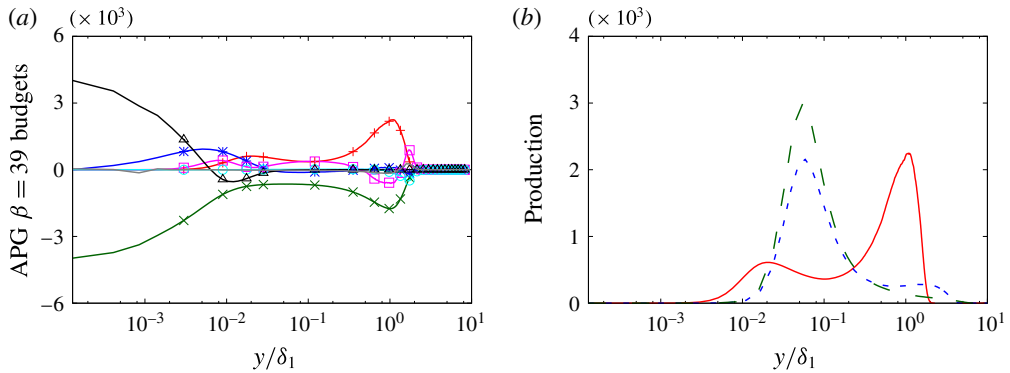 (a) (× 10³) (b) (× 10³)
6 4
3 3
0 2
−3 1
−6 0
APG β = 39 budgets
Production
10⁻³ 10⁻² 10⁻¹ 10⁰ 10¹ 10⁻³ 10⁻² 10⁻¹ 10⁰ 10¹
y/δ₁ y/δ₁